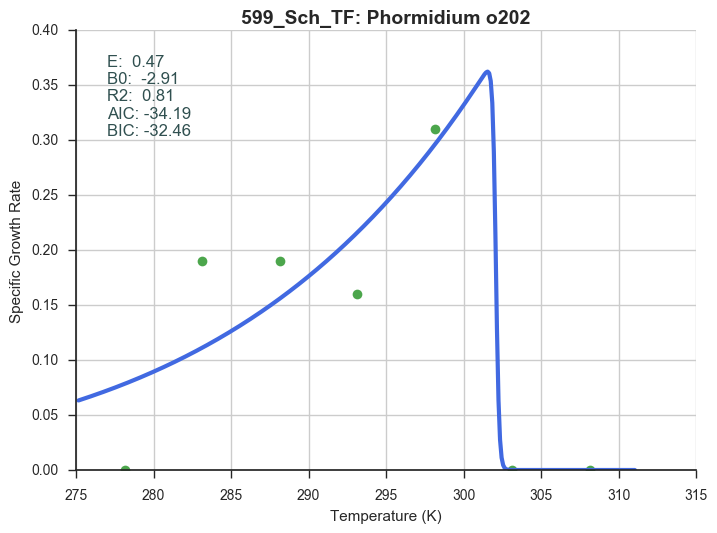 599_Sch_TF: Phormidium o202
E:  0.47
B0:  -2.91
R2:  0.81
AIC: -34.19
BIC: -32.46
0.40
0.35
0.30
0.25
0.20
0.15
0.10
0.05
0.00
Specific Growth Rate
275 280 285 290 295 300 305 310 315
Temperature (K)